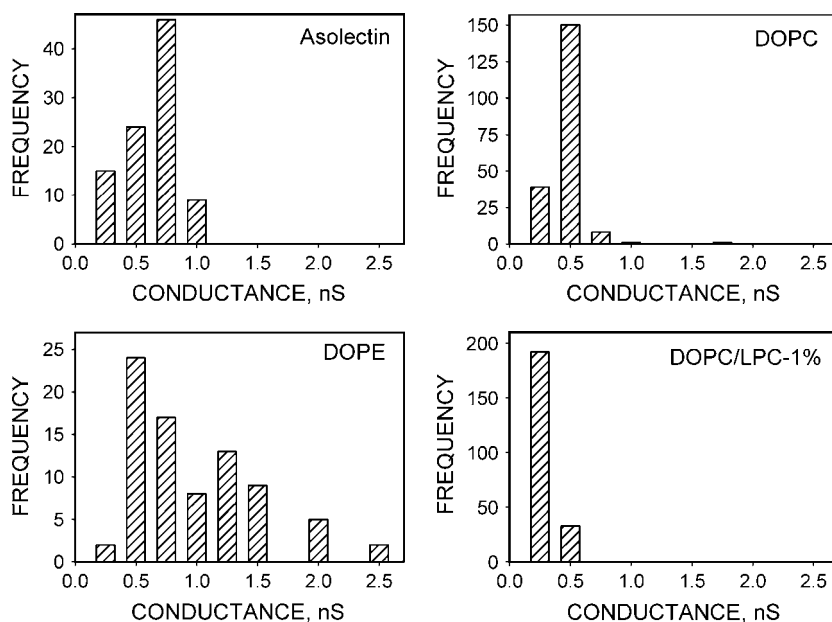 Asolectin
FREQUENCY
40
30
20
10
0
0.0 0.5 1.0 1.5 2.0 2.5
CONDUCTANCE, nS
DOPC
FREQUENCY
150
125
100
75
50
25
0
0.0 0.5 1.0 1.5 2.0 2.5
CONDUCTANCE, nS
DOPE
FREQUENCY
25
20
15
10
5
0
0.0 0.5 1.0 1.5 2.0 2.5
CONDUCTANCE, nS
DOPC/LPC-1%
FREQUENCY
200
150
100
50
0
0.0 0.5 1.0 1.5 2.0 2.5
CONDUCTANCE, nS